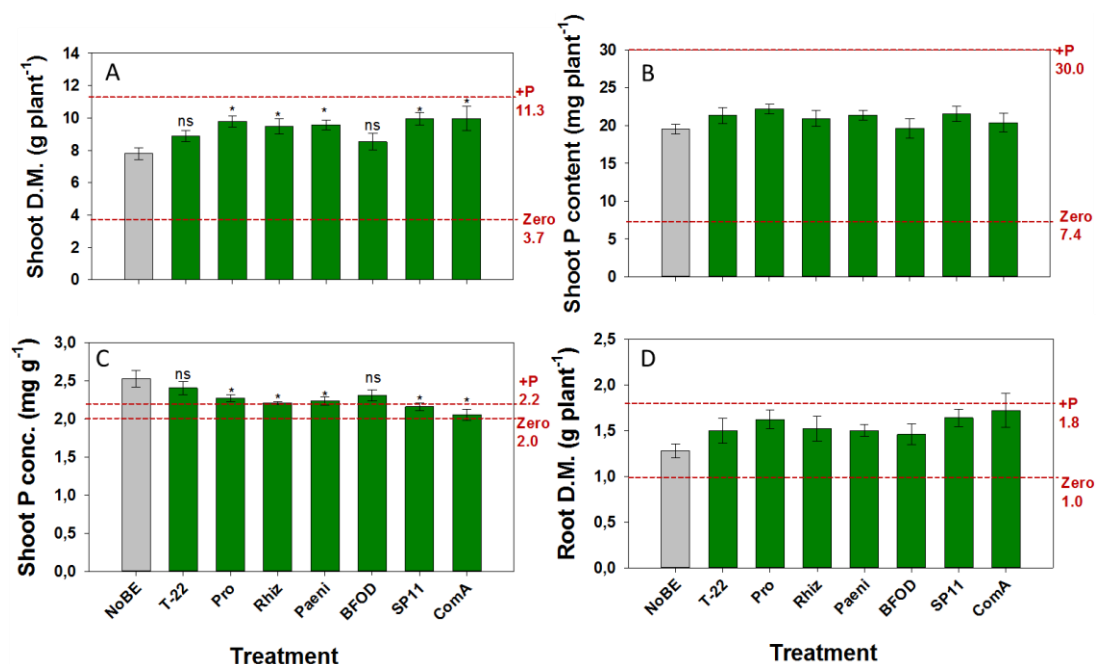 A
Shoot D.M. (g plant⁻¹)
14
12
10
8
6
4
2
0
ns
*
*
*
ns
*
*
+P
11.3
Zero
3.7
B
Shoot P content (mg plant⁻¹)
30
25
20
15
10
5
0
+P
30.0
Zero
7.4
C
Shoot P conc. (mg g⁻¹)
3,0
2,5
2,0
1,5
1,0
0,5
0,0
ns
*
*
*
ns
*
*
+P
2.2
Zero
2.0
NoBE
T-22
Pro
Rhiz
Paeni
BFOD
SP11
ComA
Treatment
D
Root D.M. (g plant⁻¹)
2,5
2,0
1,5
1,0
0,5
0,0
+P
1.8
Zero
1.0
NoBE
T-22
Pro
Rhiz
Paeni
BFOD
SP11
ComA
Treatment